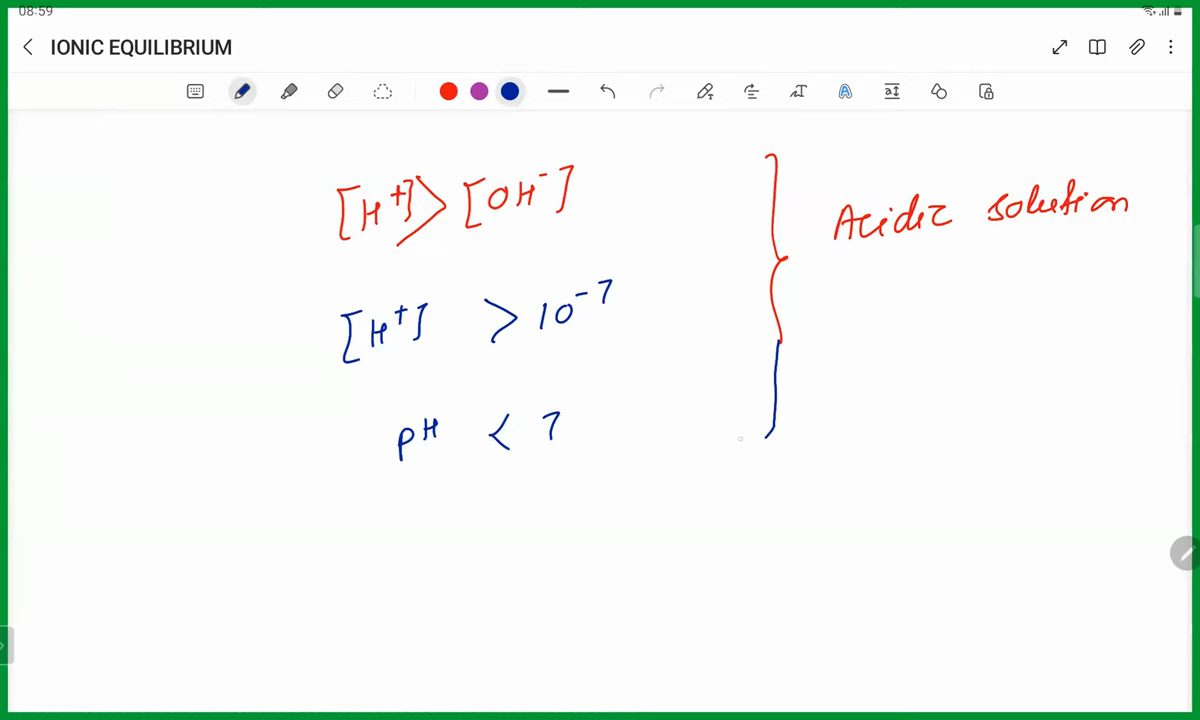 08:59
IONIC EQUILIBRIUM
[H⁺] > [OH⁻]
Acidic solution
[H⁺] > 10⁻⁷
pH < 7